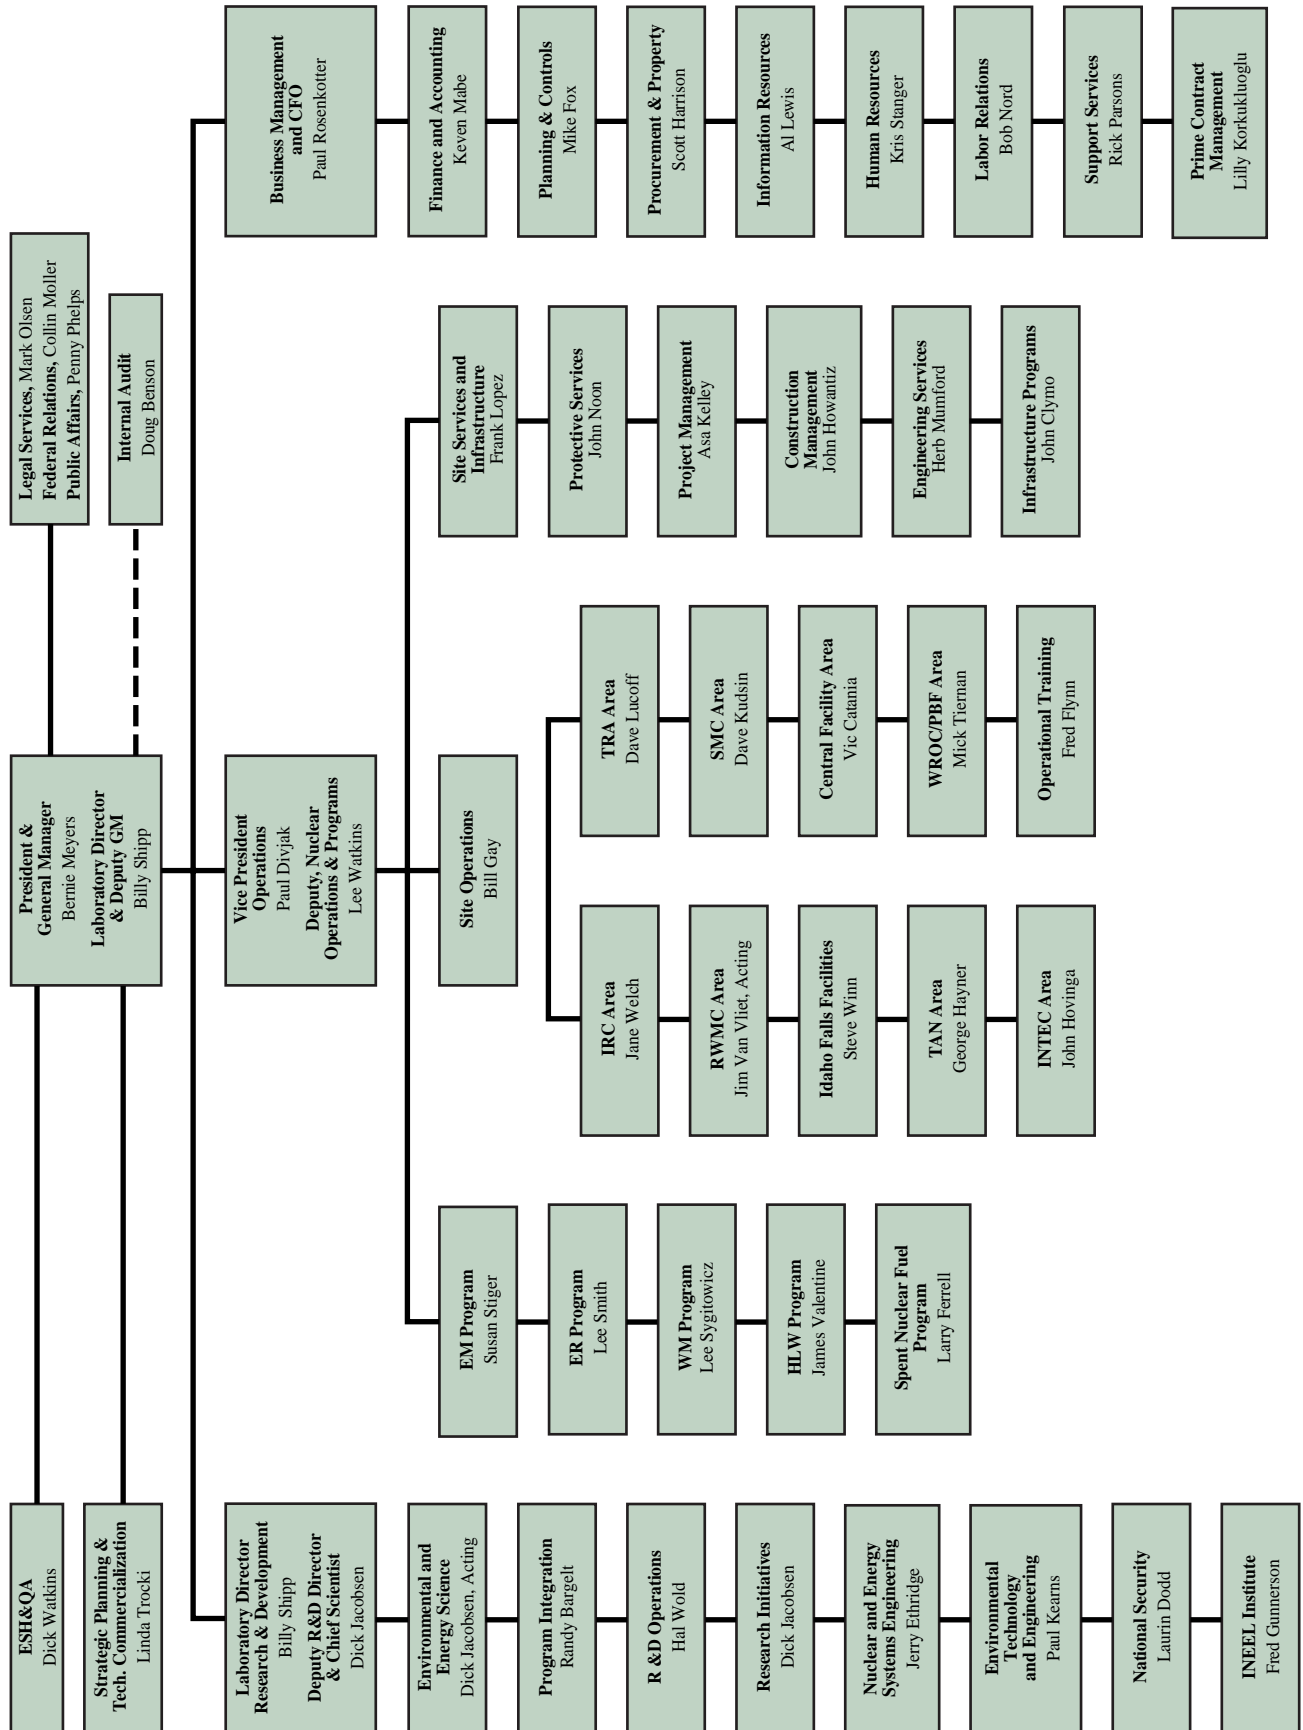 ESH&QA
Dick Watkins
Strategic Planning &
Tech. Commercialization
Linda Trocki
President &
General Manager
Bernie Meyers
Laboratory Director
& Deputy GM
Billy Shipp
Legal Services, Mark Olsen
Federal Relations, Collin Moller
Public Affairs, Penny Phelps
Internal Audit
Doug Benson
Laboratory Director
Research & Development
Billy Shipp
Deputy R&D Director
& Chief Scientist
Dick Jacobsen
Environmental and
Energy Science
Dick Jacobsen, Acting
Program Integration
Randy Bargelt
R &D Operations
Hal Wold
Research Initiatives
Dick Jacobsen
Nuclear and Energy
Systems Engineering
Jerry Ethridge
Environmental
Technology
and Engineering
Paul Kearns
National Security
Laurin Dodd
INEEL Institute
Fred Gunnerson
Vice President
Operations
Paul Divjak
Deputy, Nuclear
Operations & Programs
Lee Watkins
EM Program
Susan Stiger
ER Program
Lee Smith
WM Program
Lee Sygitowicz
HLW Program
James Valentine
Spent Nuclear Fuel
Program
Larry Ferrell
Site Operations
Bill Gay
IRC Area
Jane Welch
RWMC Area
Jim Van Vliet, Acting
Idaho Falls Facilities
Steve Winn
TAN Area
George Hayner
INTEC Area
John Hovinga
TRA Area
Dave Lucoff
SMC Area
Dave Kudsin
Central Facility Area
Vic Catania
WROC/PBF Area
Mick Tiernan
Operational Training
Fred Flynn
Site Services and
Infrastructure
Frank Lopez
Protective Services
John Noon
Project Management
Asa Kelley
Construction
Management
John Howantiz
Engineering Services
Herb Mumford
Infrastructure Programs
John Clymo
Business Management
and CFO
Paul Rosenkotter
Finance and Accounting
Keven Mabe
Planning & Controls
Mike Fox
Procurement & Property
Scott Harrison
Information Resources
Al Lewis
Human Resources
Kris Stanger
Labor Relations
Bob Nord
Support Services
Rick Parsons
Prime Contract
Management
Lilly Korkukluoglu